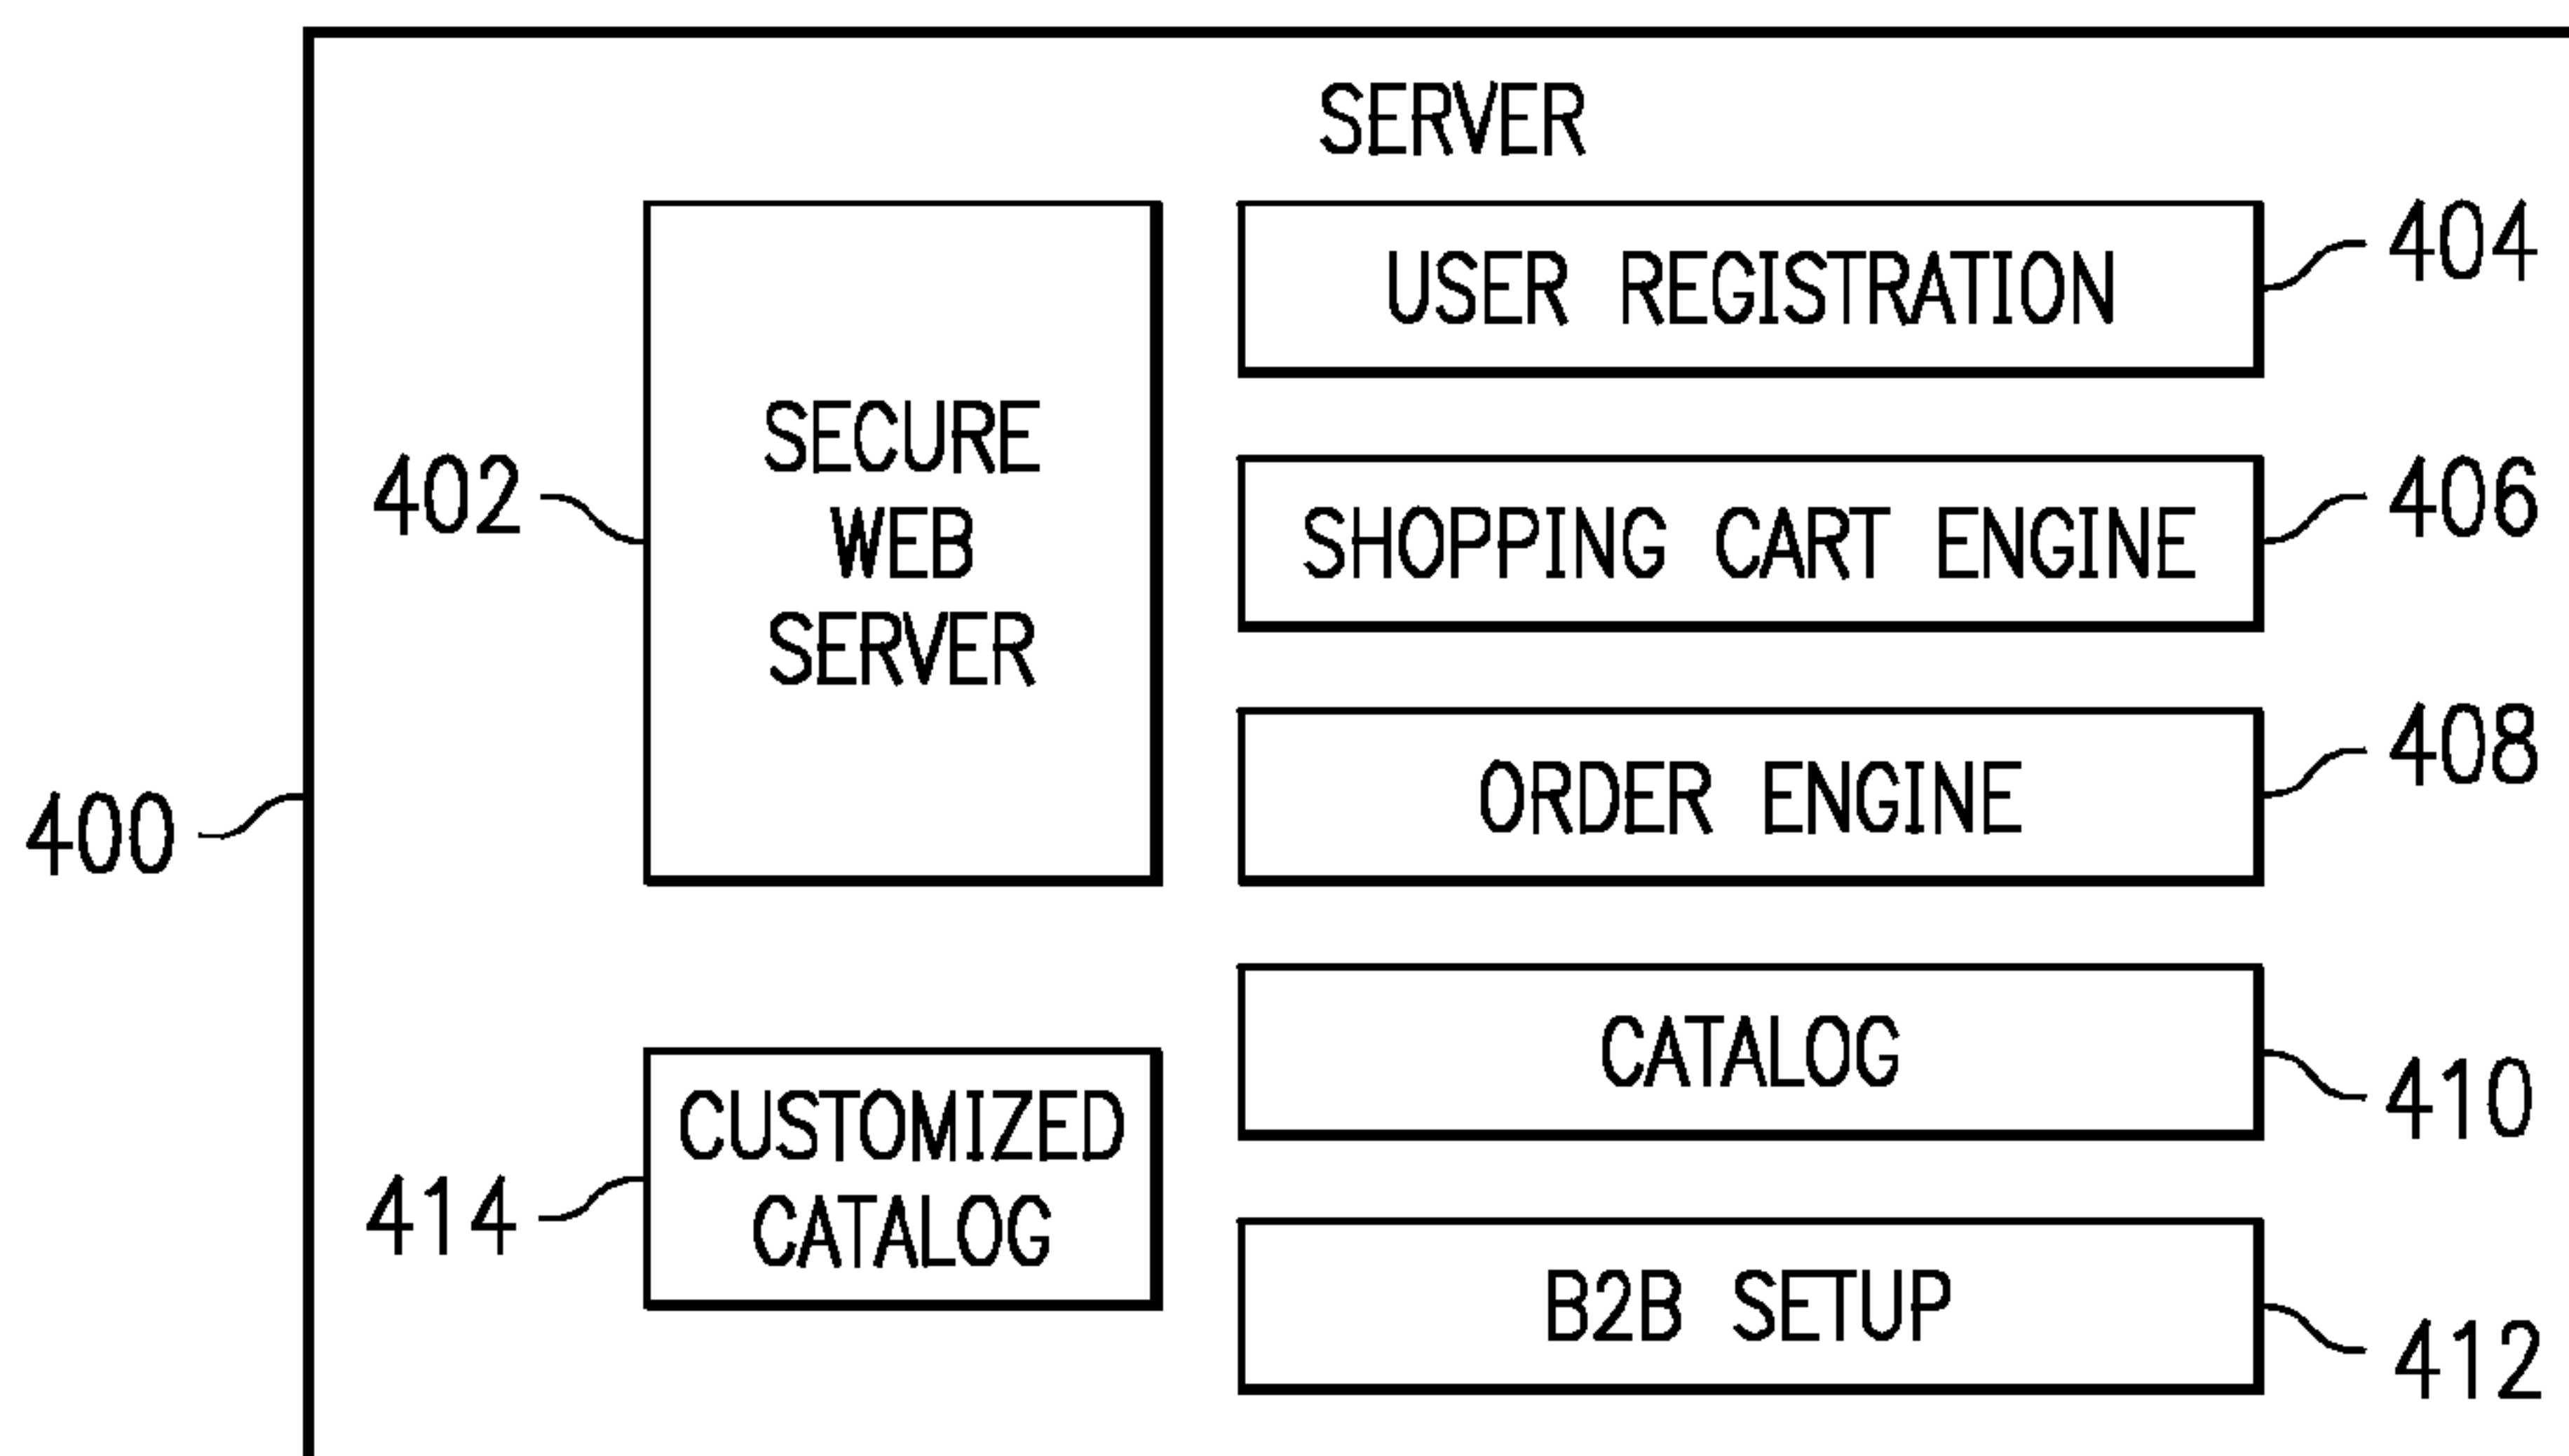 SERVER
USER REGISTRATION
404
SECURE
WEB
SERVER
402
SHOPPING CART ENGINE
406
ORDER ENGINE
408
400
CATALOG
410
CUSTOMIZED
CATALOG
414
B2B SETUP
412